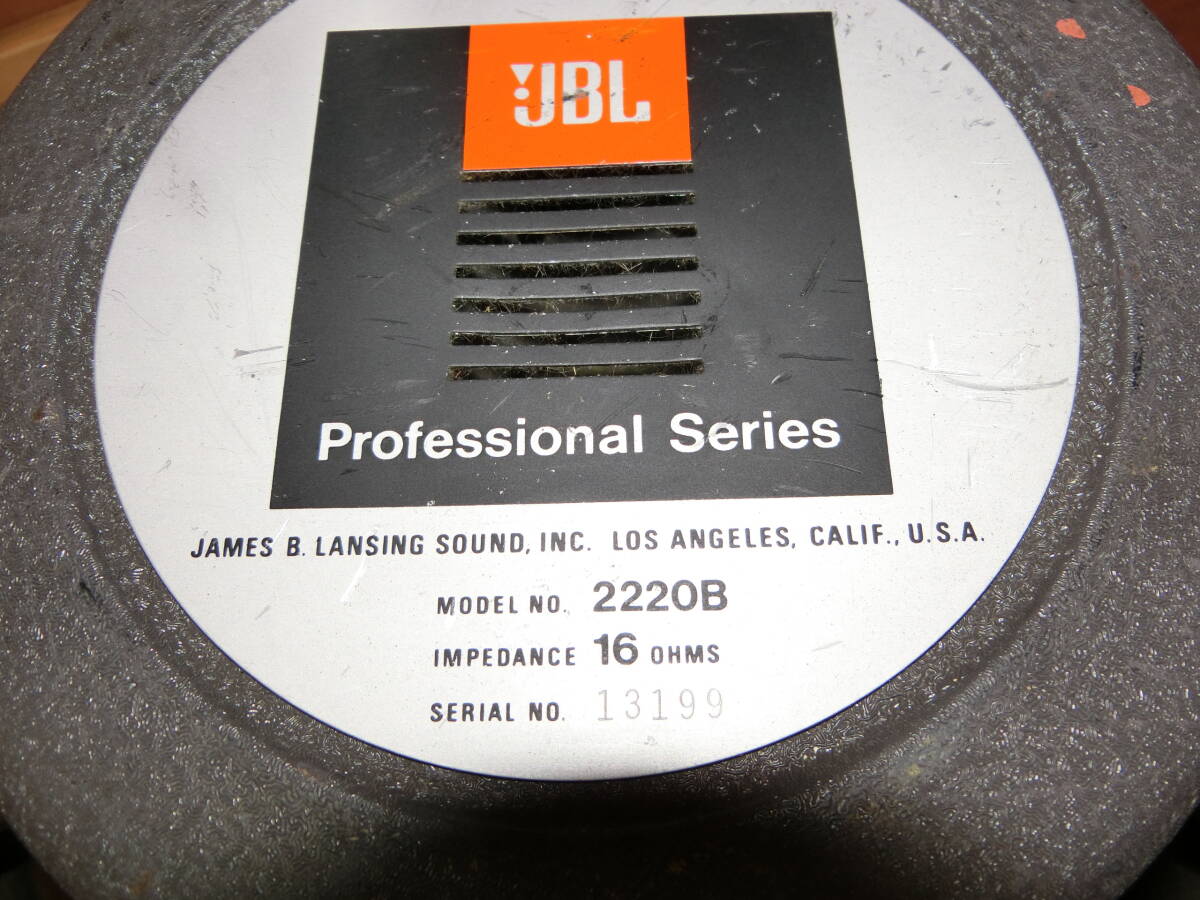 JBL
Professional Series
JAMES B. LANSING SOUND, INC. LOS ANGELES, CALIF., U.S.A.
MODEL NO. 2220B
IMPEDANCE 16 OHMS
SERIAL NO. 13199